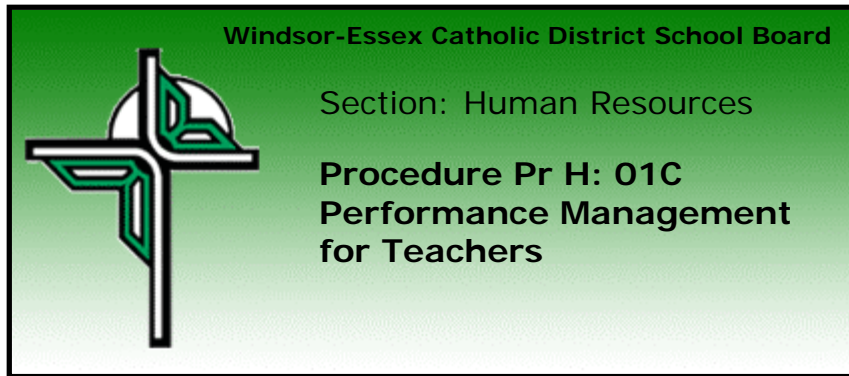 Windsor-Essex Catholic District School Board
Section: Human Resources
Procedure Pr H: 01C
Performance Management
for Teachers